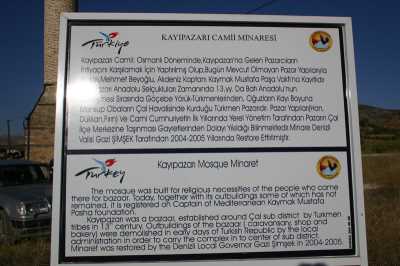 KAYIPAZARI CAMİİ MİNARESİ
Türkiye
Kayıpazarı Camii: Osmanlı Döneminde,Kayıpazarı'na Gelen Pazarcıların
İhtiyacını Karşılamak İçin Yaptırılmış Olup,Bugün Mevcut Olmayan Pazar Yapılarıyla
Mehmet Beyoğlu, Akdeniz Kaptanı Kaymak Mustafa Paşa Vakfı'na Kayıtlıdır
Pazarı Anadolu Selçukluları Zamanında 13.yy. Da Batı Anadolu'nun
Sırasında Göçebe Yörük-Türkmenlerinden, Oğuzların Kayı Boyuna
Mensup Obaların Çal Havalisinde Kurduğu Türkmen Pazarıdır. Pazar Yapıları(Han,
Dükkan,Fırın) Ve Cami Cumhuriyetin İlk Yıllarında Yerel Yönetim Tarafından Pazarın Çal
İlçe Merkezine Taşınması Gayretlerinden Dolayı Yıkıldığı Bilinmektedir.Minare Denizli
Valisi Gazi ŞİMŞEK Tarafından 2004-2005 Yıllarında Restore Ettirilmiştir.
Kayıpazarı Mosque Minaret
Turkey
The mosque was built for religious necessities of the people who came
there for bazaar. Today, together with its outbuildings some of which has not
remained, it is registered on Captain of Mediterranean Kaymak Mustafa
Pasha foundation.
Kayıpazarı was a bazaar, established around Çal sub district by Turkmen
tribes in 13th century. Outbuildings of the bazaar ( caravansary, shop and
bakery) were demolished in early days of Turkish Republic by the local
administration in order to carry the complex in to center of sub district.
Minaret was restored by the Denizli Local Governor Gazi Şimşek in 2004-2005.